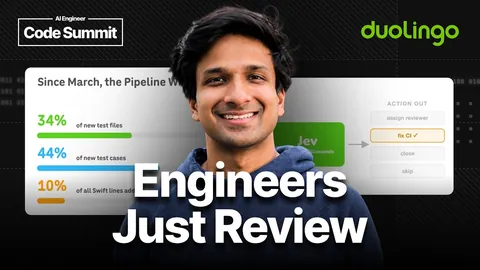 AI Engineer
Code Summit
duolingo
Since March, the Pipeline W
34%
of new test files
44%
of new test cases
10%
of all Swift lines add
Jev
ACTION OUT
assign reviewer
fix CI ✓
close
skip
Engineers
Just Review